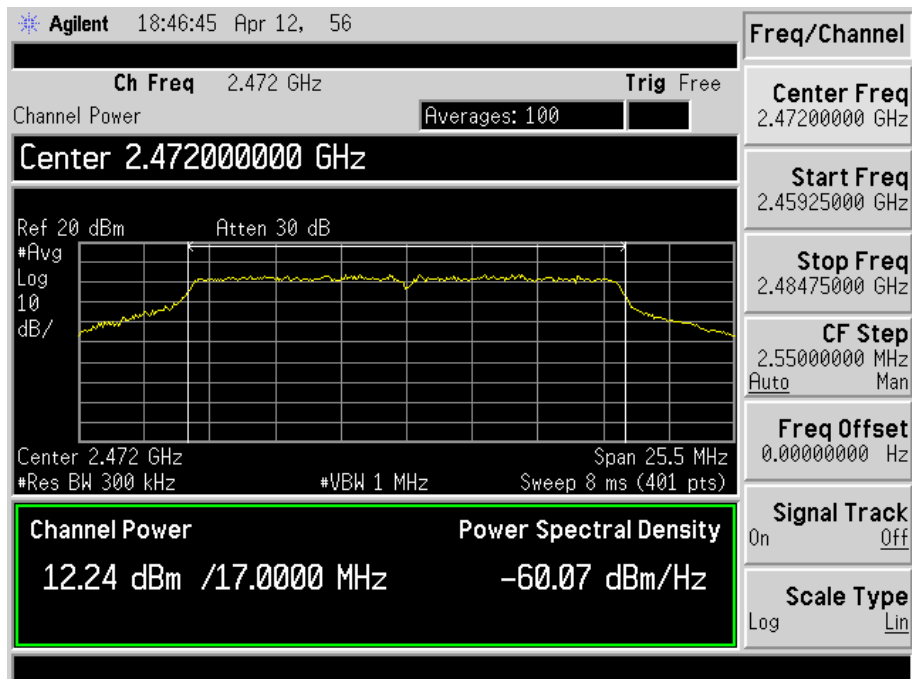 Agilent 18:46:45 Apr 12, 56
Freq/Channel
Ch Freq 2.472 GHz Trig Free
Channel Power Averages: 100
Center 2.472000000 GHz
Ref 20 dBm Atten 30 dB
#Avg
Log
10
dB/
Center 2.472 GHz Span 25.5 MHz
#Res BW 300 kHz #VBW 1 MHz Sweep 8 ms (401 pts)
Channel Power Power Spectral Density
12.24 dBm /17.0000 MHz -60.07 dBm/Hz
Center Freq
2.47200000 GHz
Start Freq
2.45925000 GHz
Stop Freq
2.48475000 GHz
CF Step
2.55000000 MHz
Auto Man
Freq Offset
0.00000000 Hz
Signal Track
On Off
Scale Type
Log Lin